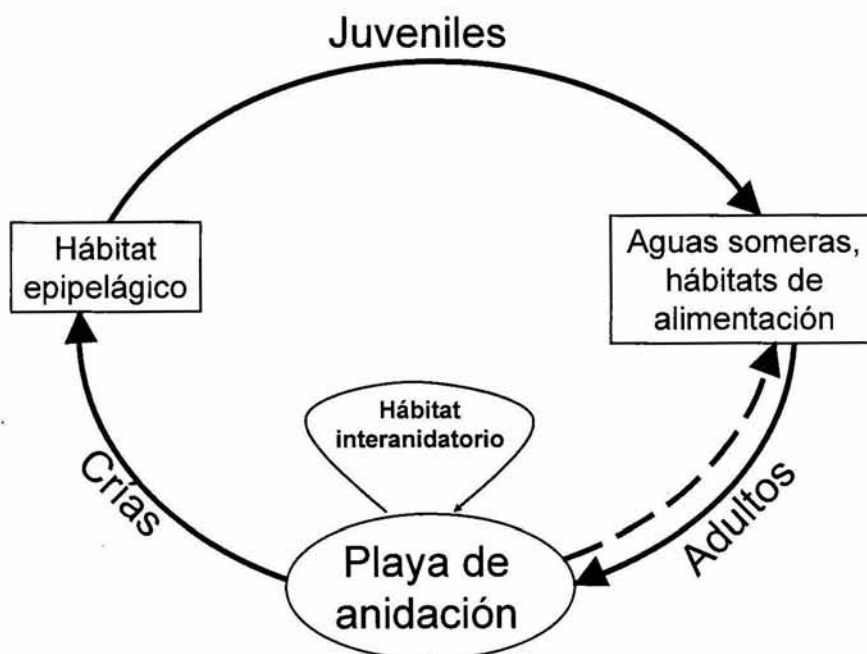 Juveniles
Hábitat
epipelágico
Aguas someras,
hábitats de
alimentación
Hábitat
interanidatorio
Crías
Adultos
Playa de
anidación